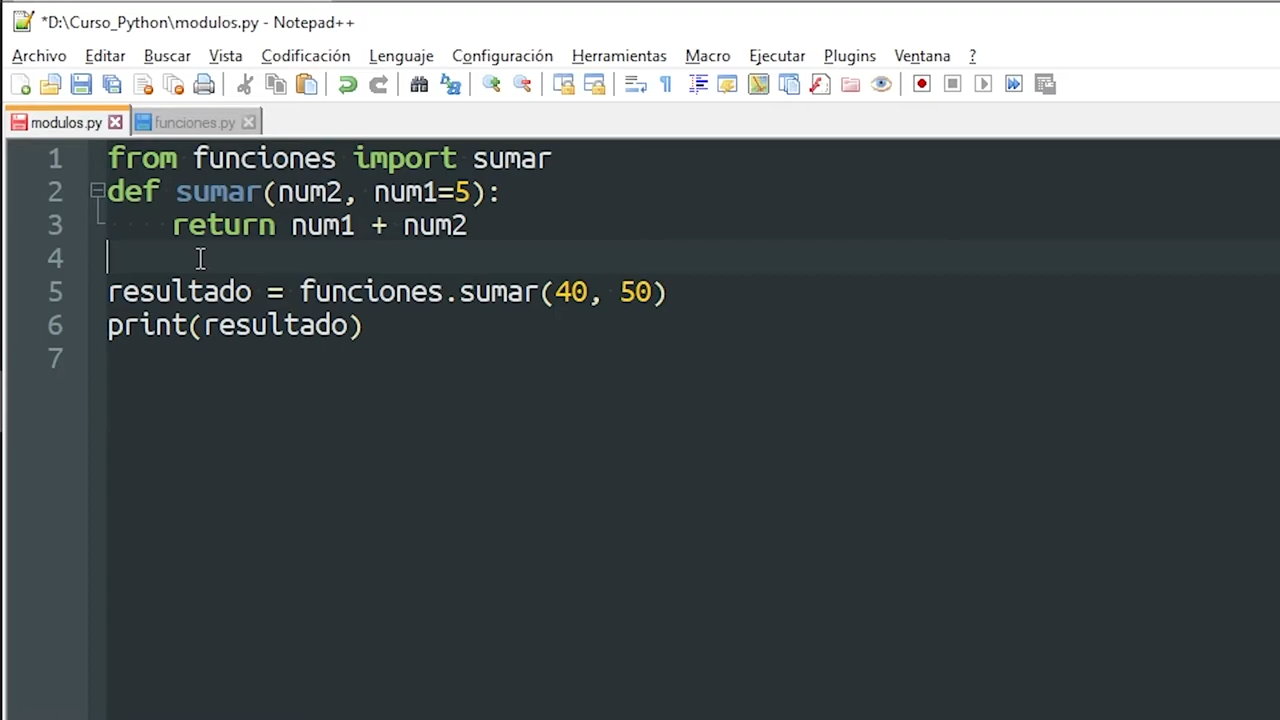 *D:\Curso_Python\modulos.py - Notepad++
Archivo Editar Buscar Vista Codificación Lenguaje Configuración Herramientas Macro Ejecutar Plugins Ventana ?
modulos.py funciones.py
1 from funciones import sumar
2 def sumar(num2, num1=5):
3 return num1 + num2
4
5 resultado = funciones.sumar(40, 50)
6 print(resultado)
7